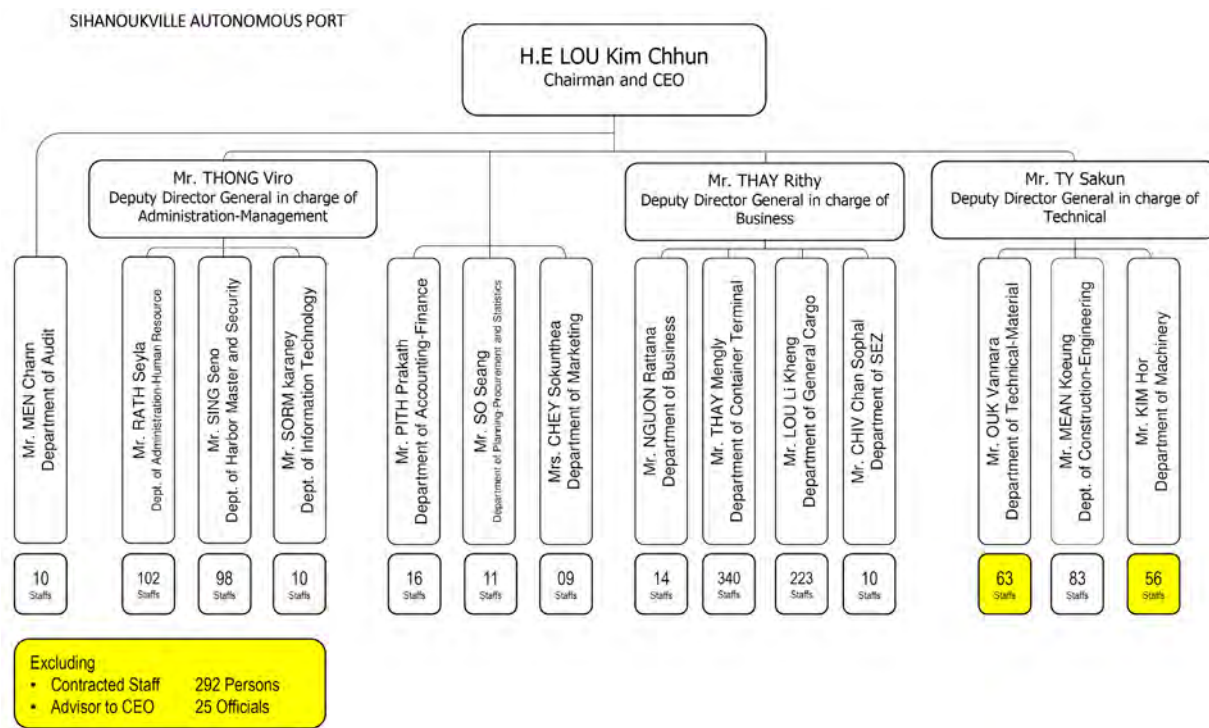 SIHANOUKVILLE AUTONOMOUS PORT
H.E LOU Kim Chhun
Chairman and CEO
Mr. THONG Viro
Deputy Director General in charge of
Administration-Management
Mr. THAY Rithy
Deputy Director General in charge of
Business
Mr. TY Sakun
Deputy Director General in charge of
Technical
Mr. MEN Chann
Department of Audit
Mr. RATH Seyla
Dept. of Administration-Human Resource
Mr. SING Seno
Dept. of Harbor Master and Security
Mr. SORM karaney
Dept. of Information Technology
Mr. PITH Prakath
Department of Accounting-Finance
Mr. SO Seang
Department of Planning-Procurement and Statistics
Mrs. CHEY Sokunthea
Department of Marketing
Mr. NGUON Rattana
Department of Business
Mr. THAY Mengly
Department of Container Terminal
Mr. LOU Li Kheng
Department of General Cargo
Mr. CHIV Chan Sophal
Department of SEZ
Mr. OUK Vannara
Department of Technical-Material
Mr. MEAN Koeung
Dept. of Construction-Engineering
Mr. KIM Hor
Department of Machinery
10
Staffs
102
Staffs
98
Staffs
10
Staffs
16
Staffs
11
Staffs
09
Staffs
14
Staffs
340
Staffs
223
Staffs
10
Staffs
63
Staffs
83
Staffs
56
Staffs
Excluding
• Contracted Staff 292 Persons
• Advisor to CEO 25 Officials